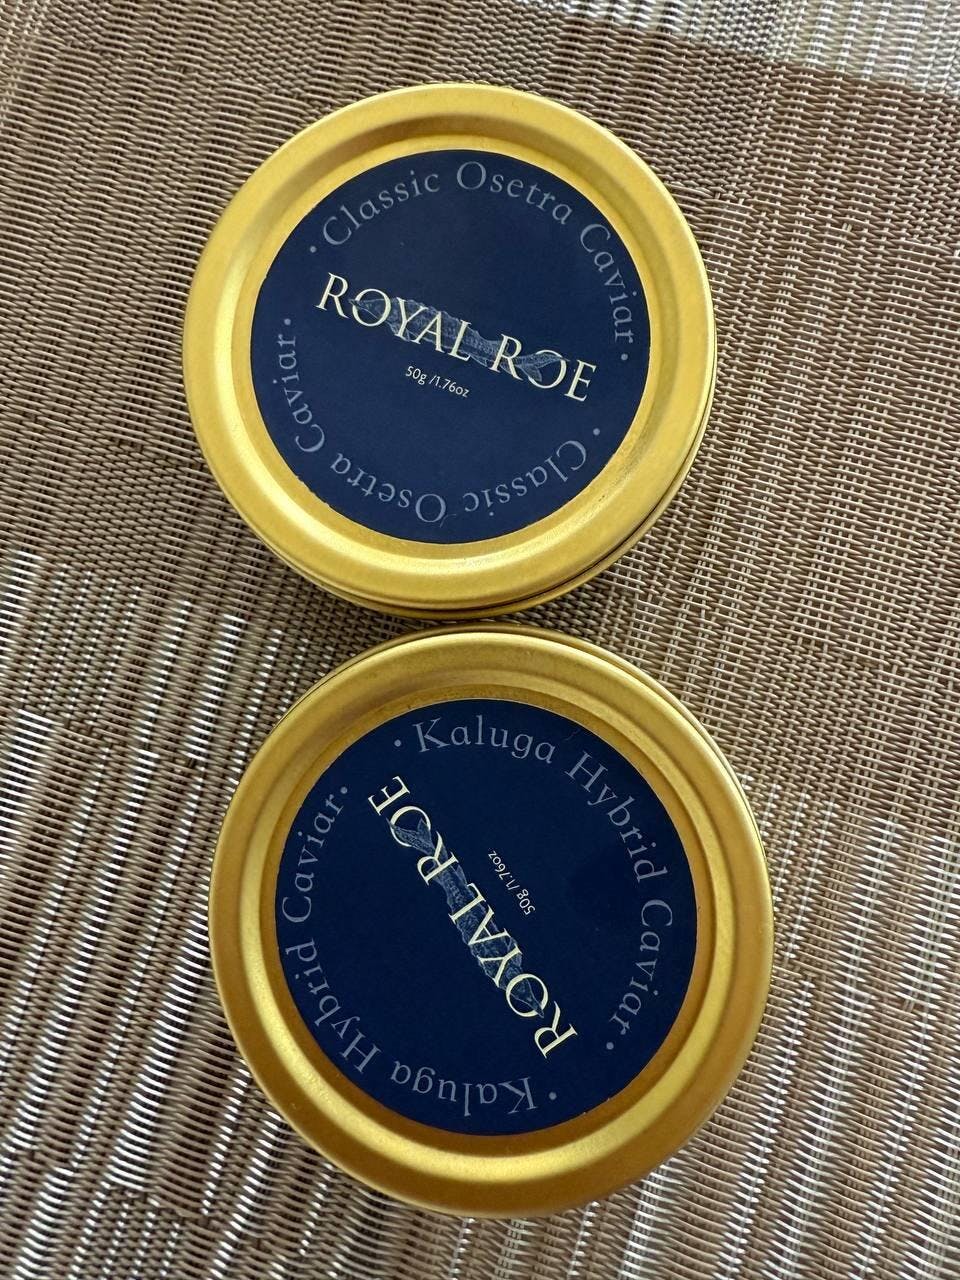 · Classic Osetra Caviar ·
ROYAL ROE
50g /1.76oz
· Classic Osetra Caviar ·
· Kaluga Hybrid Caviar ·
ROYAL ROE
50g /1.76oz
· Kaluga Hybrid Caviar ·